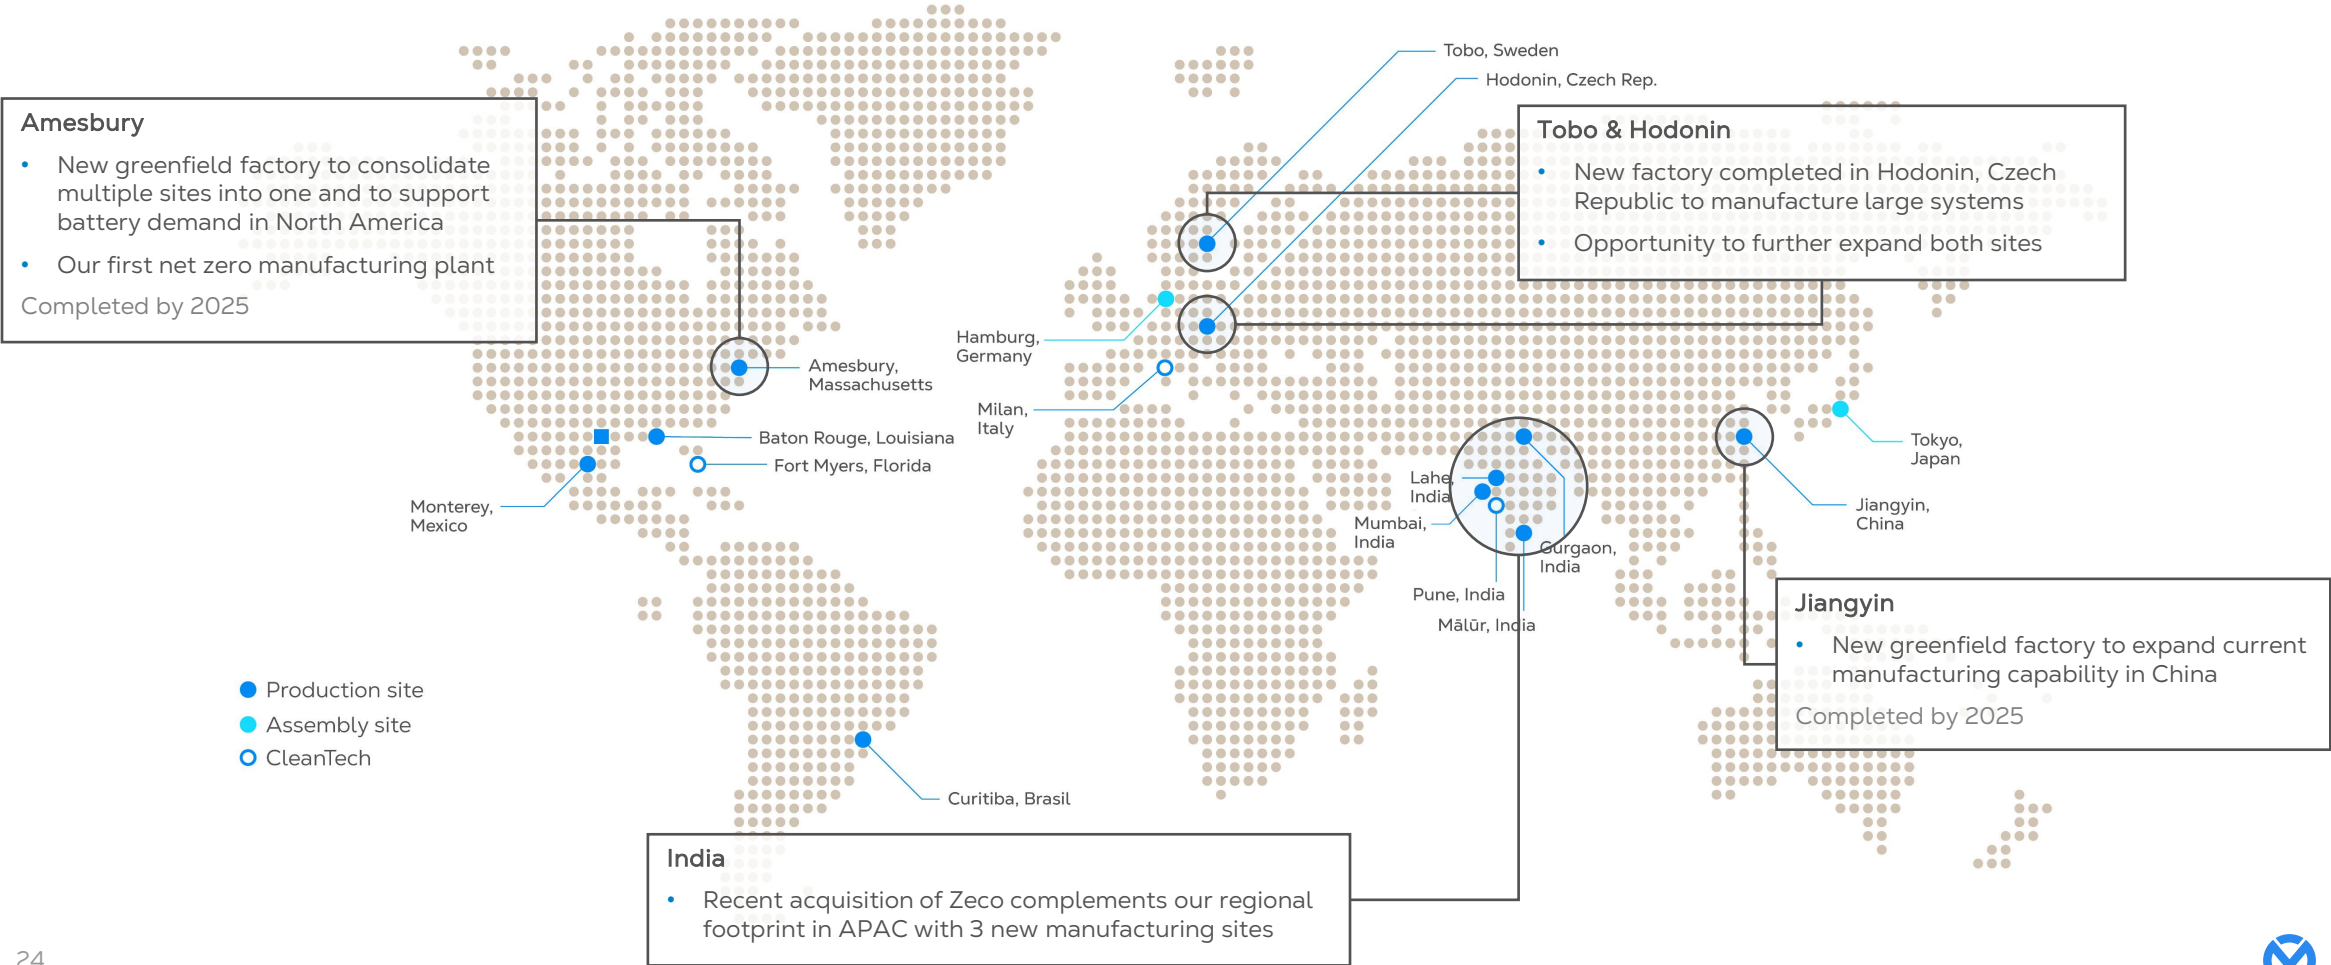 Tobo, Sweden
Hodonin, Czech Rep.
Amesbury
• New greenfield factory to consolidate
multiple sites into one and to support
battery demand in North America
• Our first net zero manufacturing plant
Completed by 2025
Tobo & Hodonin
• New factory completed in Hodonin, Czech
Republic to manufacture large systems
• Opportunity to further expand both sites
Hamburg,
Germany
Amesbury,
Massachusetts
Milan,
Italy
Baton Rouge, Louisiana
Fort Myers, Florida
Monterey,
Mexico
Tokyo,
Japan
Lahe,
India
Mumbai,
India
Jiangyin,
China
Gurgaon,
India
Pune, India
Mālūr, India
Jiangyin
• New greenfield factory to expand current
manufacturing capability in China
Completed by 2025
Production site
Assembly site
CleanTech
Curitiba, Brasil
India
• Recent acquisition of Zeco complements our regional
footprint in APAC with 3 new manufacturing sites
24